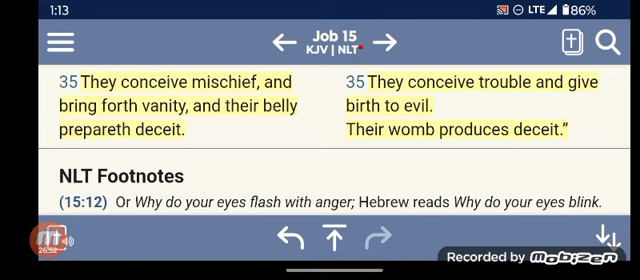 1:13
LTE 86%
Job 15
KJV | NLT
35 They conceive mischief, and
bring forth vanity, and their belly
prepareth deceit.
35 They conceive trouble and give
birth to evil.
Their womb produces deceit.”
NLT Footnotes
(15:12) Or Why do your eyes flash with anger; Hebrew reads Why do your eyes blink.
26:52
Recorded by Mobizen